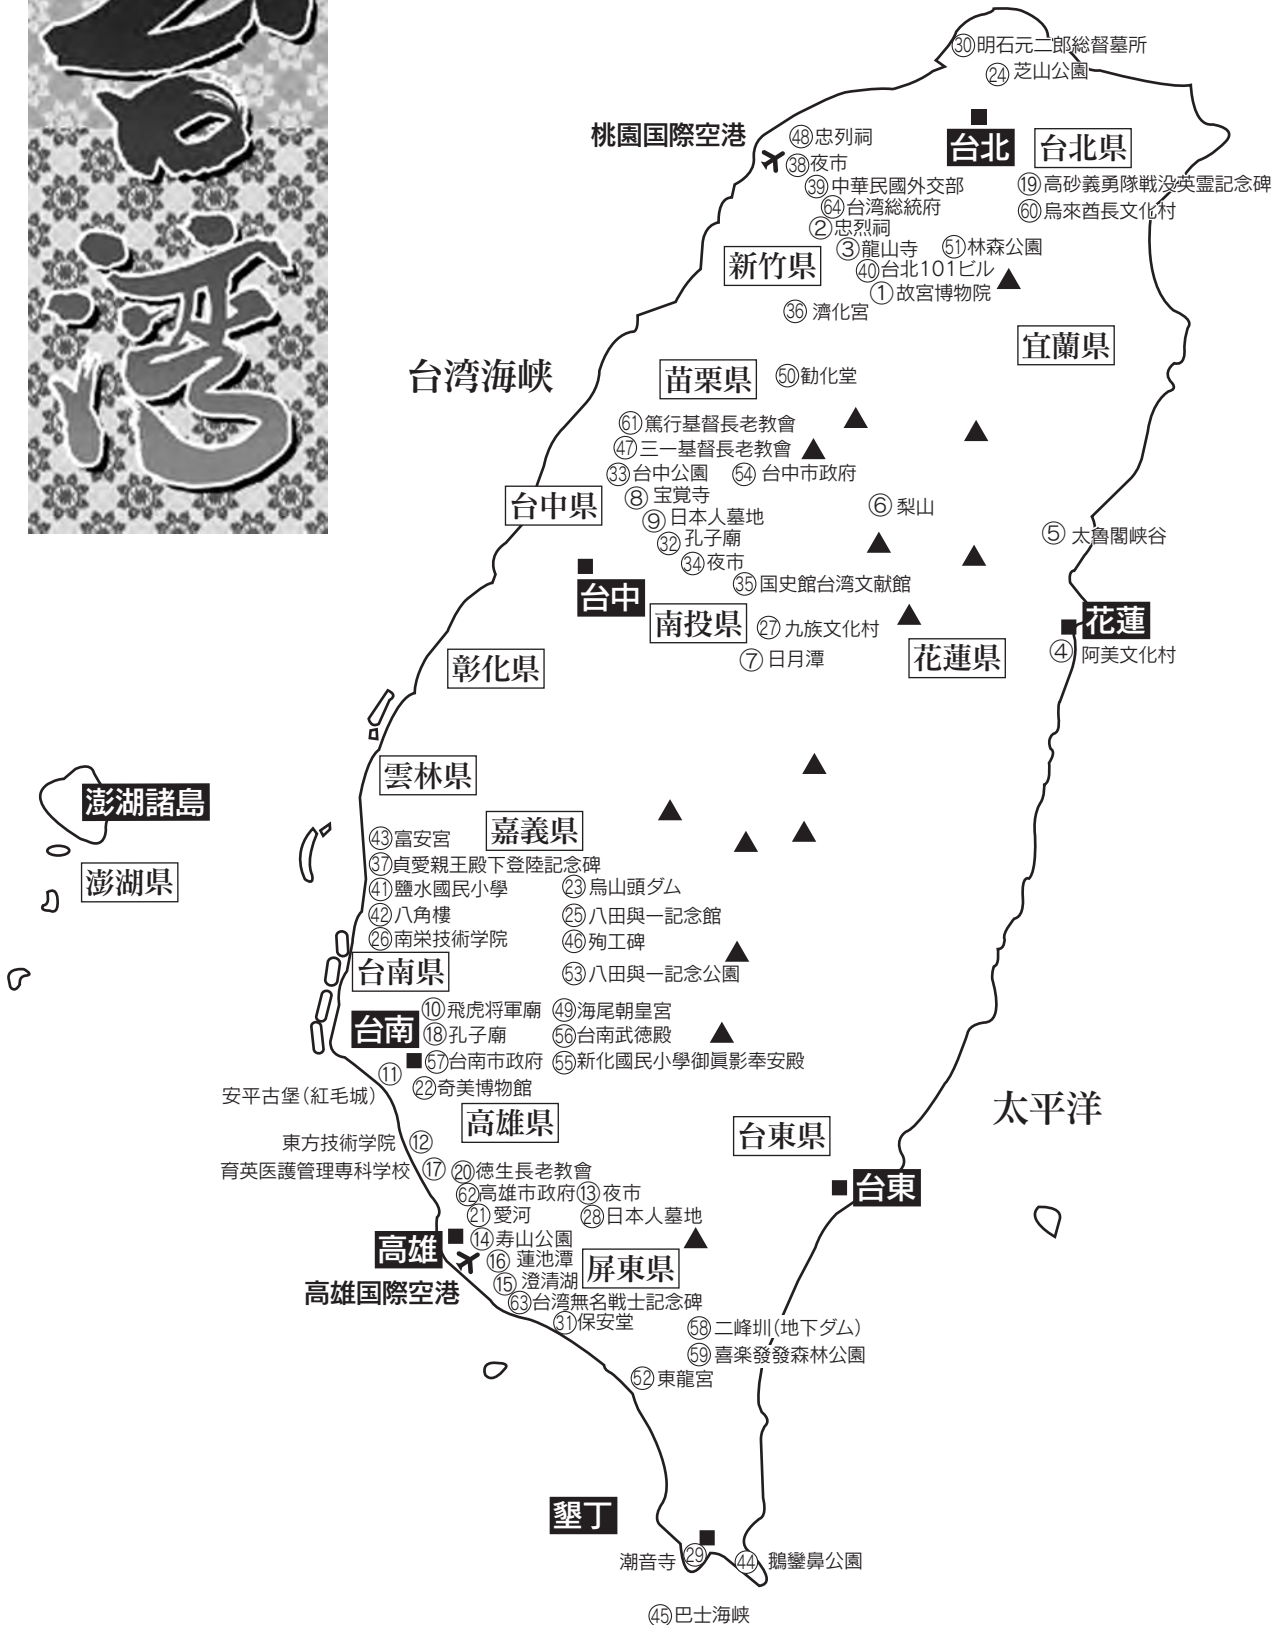 台湾
㉚明石元二郎総督墓所
㉔芝山公園
桃園国際空港
㊽忠列祠
台北
台北県
㊳夜市
㊴中華民國外交部
⑲高砂義勇隊戦没英霊記念碑
64台湾総統府
60烏來酋長文化村
②忠烈祠
③龍山寺
51林森公園
新竹県
㊵台北101ビル
①故宮博物院
㊱濟化宮
宜蘭県
台湾海峡
苗栗県
㊿勧化堂
61篤行基督長老教會
㊼三一基督長老教會
㉝台中公園
54台中市政府
台中県
⑧宝覚寺
⑥梨山
⑨日本人墓地
㉜孔子廟
⑤太魯閣峡谷
㉞夜市
㉟国史館台湾文献館
台中
南投県
㉗九族文化村
花蓮
④阿美文化村
⑦日月潭
花蓮県
彰化県
雲林県
澎湖諸島
澎湖県
嘉義県
㊸富安宮
㊲貞愛親王殿下登陸記念碑
㊶鹽水國民小學
㉓烏山頭ダム
㊷八角樓
㉕八田與一記念館
㉖南栄技術学院
㊻殉工碑
台南県
53八田與一記念公園
⑩飛虎将軍廟
㊾海尾朝皇宮
台南
⑱孔子廟
56台南武徳殿
57台南市政府
55新化國民小學御眞影奉安殿
⑪
安平古堡(紅毛城)
㉒奇美博物館
太平洋
高雄県
台東県
東方技術学院⑫
育英医護管理専科学校⑰
⑳徳生長老教會
62高雄市政府
⑬夜市
台東
㉑愛河
㉘日本人墓地
高雄
⑭寿山公園
⑯蓮池潭
屏東県
高雄国際空港
⑮澄清湖
63台湾無名戦士記念碑
㉛保安堂
58二峰圳(地下ダム)
59喜楽發發森林公園
52東龍宮
墾丁
潮音寺㉙
㊹鵝鑾鼻公園
㊺巴士海峡